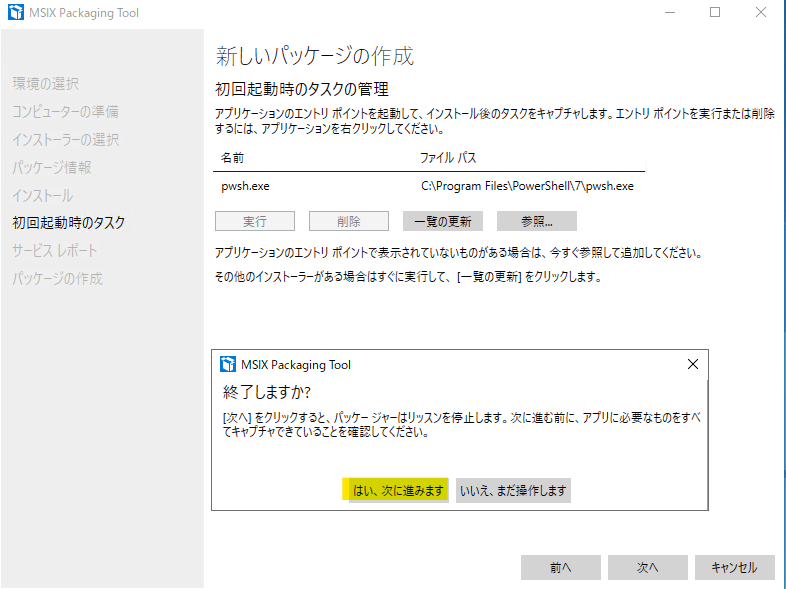 MSIX Packaging Tool
新しいパッケージの作成
環境の選択
コンピューターの準備
インストーラーの選択
パッケージ情報
インストール
初回起動時のタスク
サービス レポート
パッケージの作成
初回起動時のタスクの管理
アプリケーションのエントリ ポイントを起動して、インストール後のタスクをキャプチャします。エントリ ポイントを実行または削除
するには、アプリケーションを右クリックしてください。
名前 ファイル パス
pwsh.exe C:\Program Files\PowerShell\7\pwsh.exe
実行 削除 一覧の更新 参照...
アプリケーションのエントリ ポイントで表示されていないものがある場合は、今すぐ参照して追加してください。
その他のインストーラーがある場合はすぐに実行して、[一覧の更新] をクリックします。
MSIX Packaging Tool
終了しますか?
[次へ] をクリックすると、パッケー ジャーはリッスンを停止します。次に進む前に、アプリに必要なものをすべ
てキャプチャできていることを確認してください。
はい、次に進みます いいえ、まだ操作します
前へ 次へ キャンセル